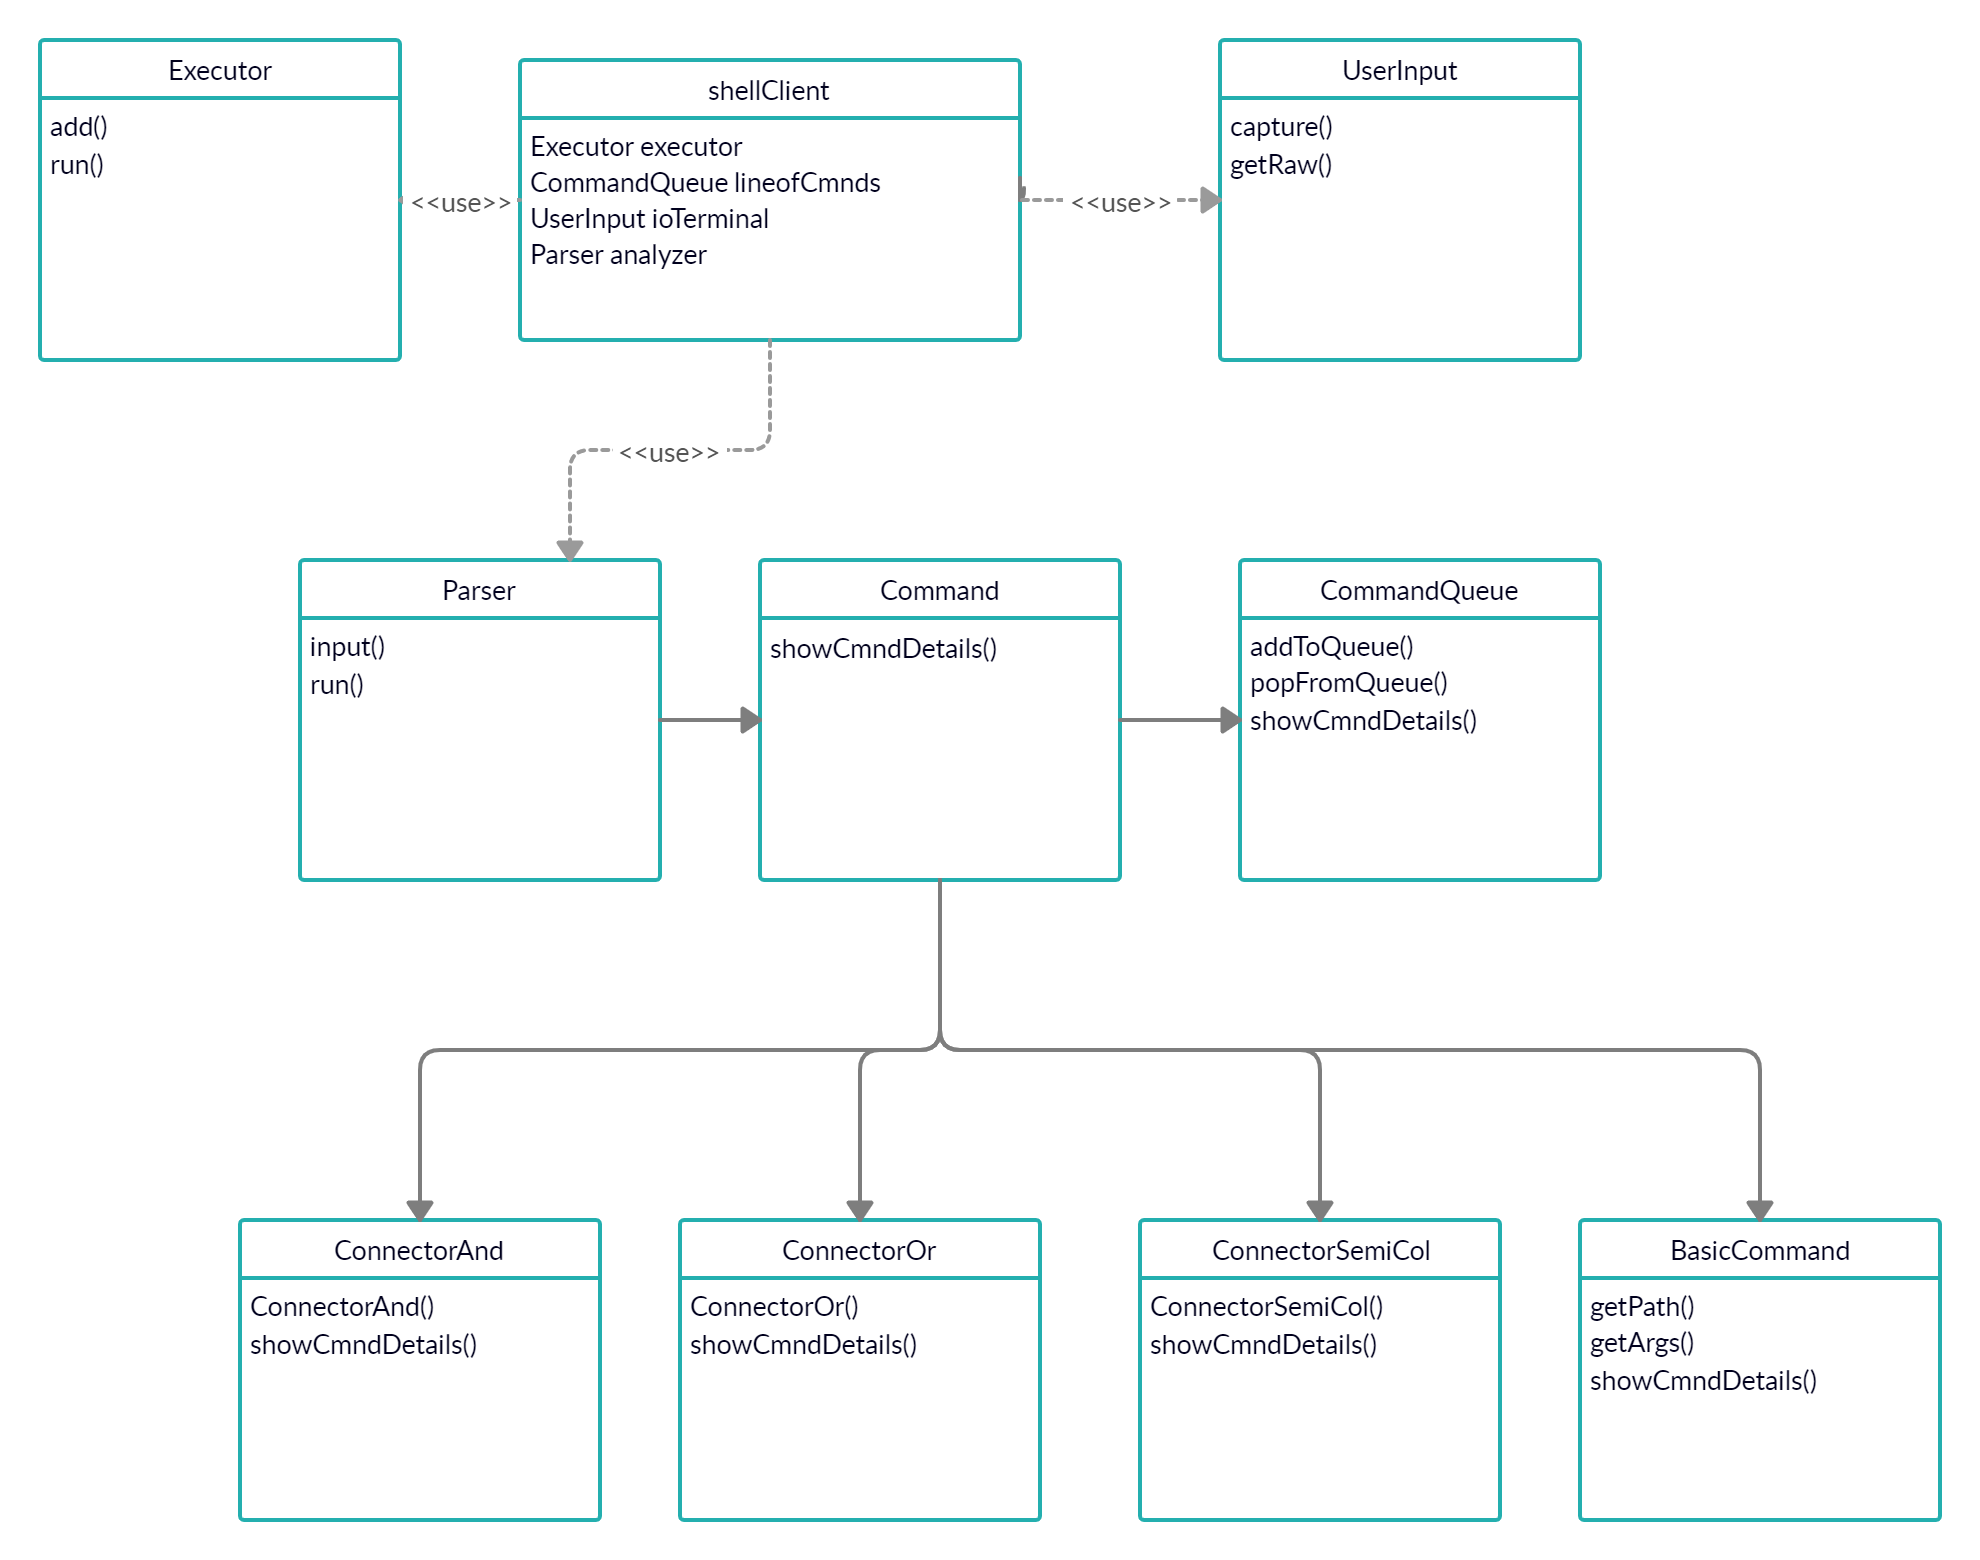 Executor
add()
run()
<<use>>
shellClient
Executor executor
CommandQueue lineofCmnds
UserInput ioTerminal
Parser analyzer
<<use>>
UserInput
capture()
getRaw()
<<use>>
Parser
input()
run()
Command
showCmndDetails()
CommandQueue
addToQueue()
popFromQueue()
showCmndDetails()
ConnectorAnd
ConnectorAnd()
showCmndDetails()
ConnectorOr
ConnectorOr()
showCmndDetails()
ConnectorSemiCol
ConnectorSemiCol()
showCmndDetails()
BasicCommand
getPath()
getArgs()
showCmndDetails()